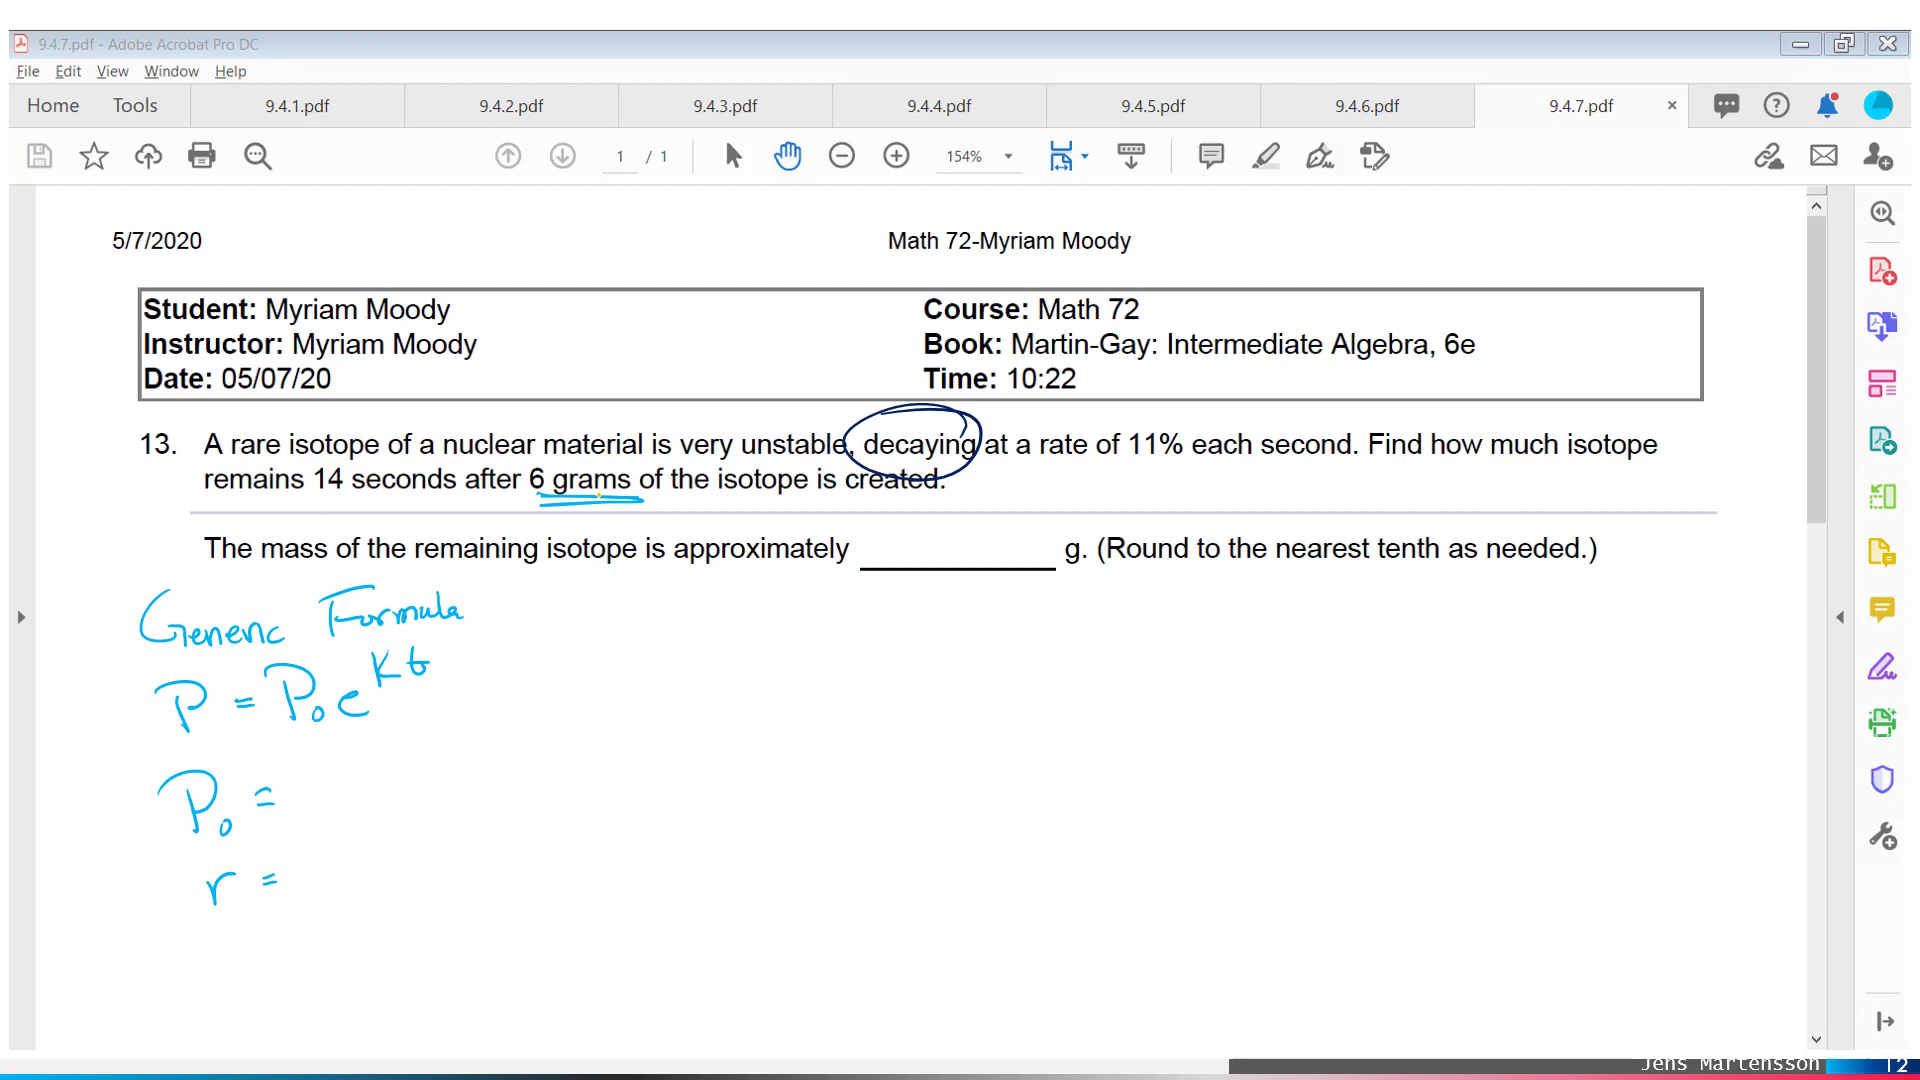 9.4.7.pdf - Adobe Acrobat Pro DC
File Edit View Window Help
Home Tools 9.4.1.pdf 9.4.2.pdf 9.4.3.pdf 9.4.4.pdf 9.4.5.pdf 9.4.6.pdf 9.4.7.pdf ×
1 / 1 154%
5/7/2020 Math 72-Myriam Moody
Student: Myriam Moody Course: Math 72
Instructor: Myriam Moody Book: Martin-Gay: Intermediate Algebra, 6e
Date: 05/07/20 Time: 10:22
13. A rare isotope of a nuclear material is very unstable, decaying at a rate of 11% each second. Find how much isotope
remains 14 seconds after 6 grams of the isotope is created.
The mass of the remaining isotope is approximately ________ g. (Round to the nearest tenth as needed.)
Generic Formula
P = P₀e^kt
P₀ =
r =
Jens Martensson 12